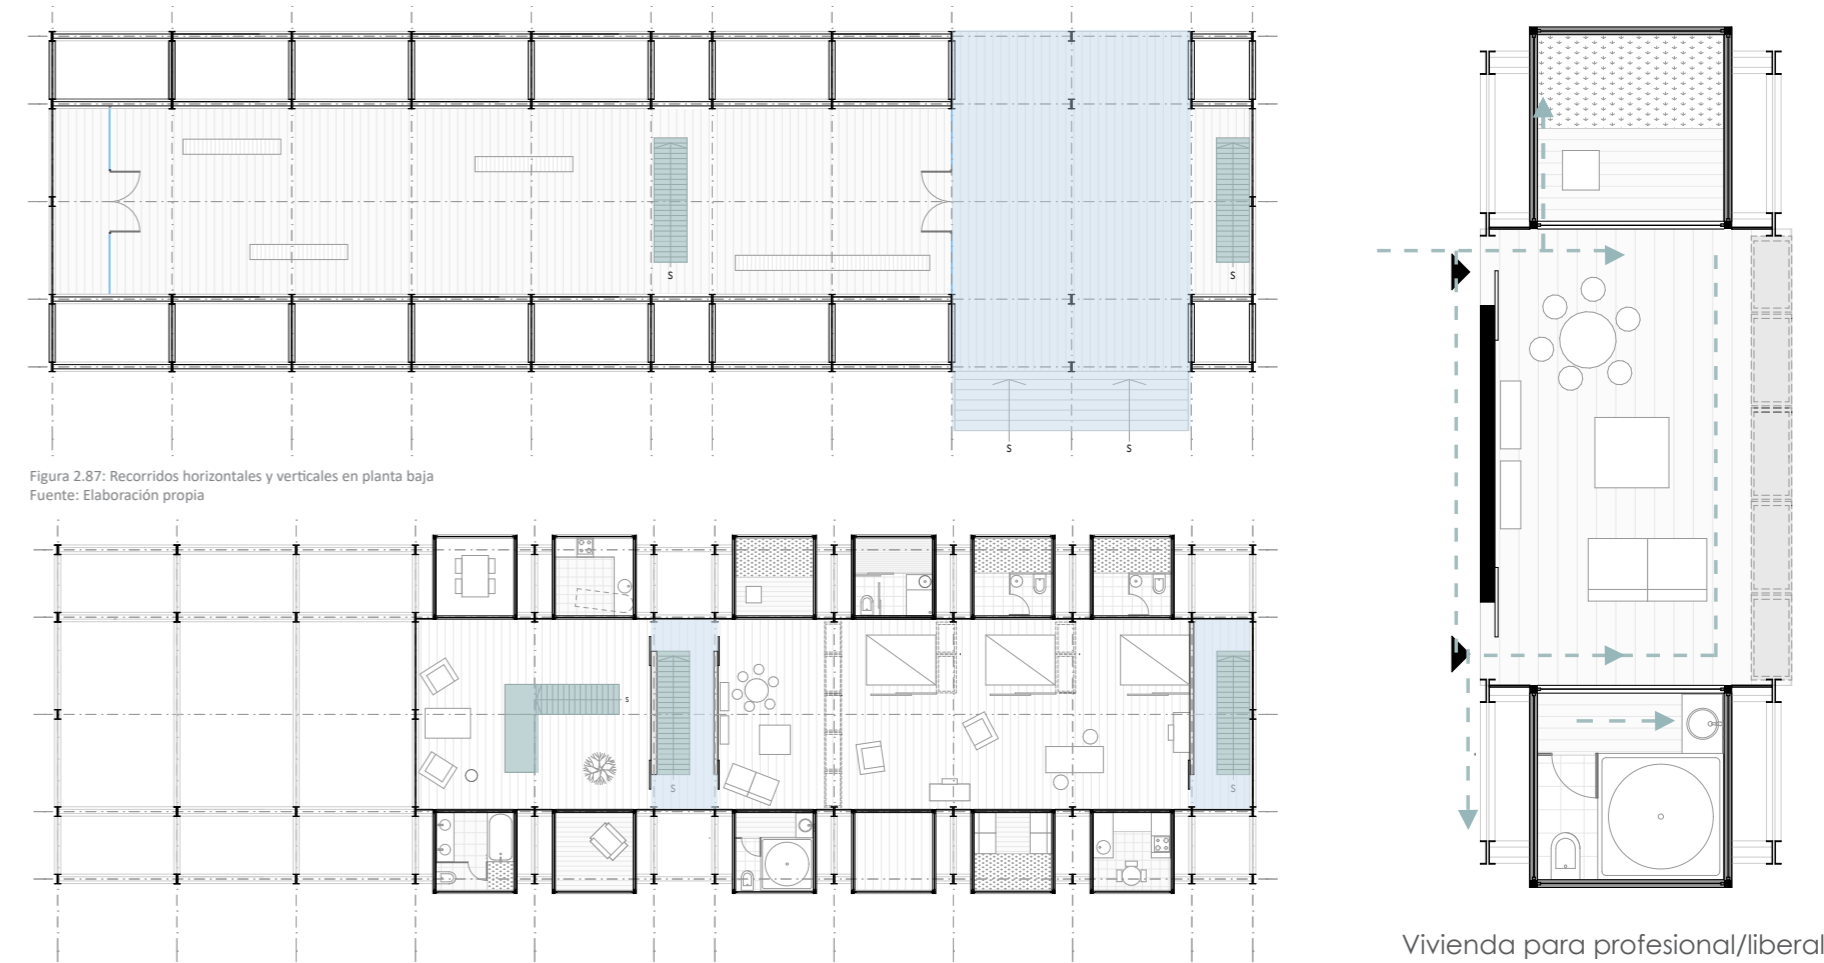 S
S
S
S
Figura 2.87: Recorridos horizontales y verticales en planta baja
Fuente: Elaboración propia
S
S
S
Vivienda para profesional/liberal